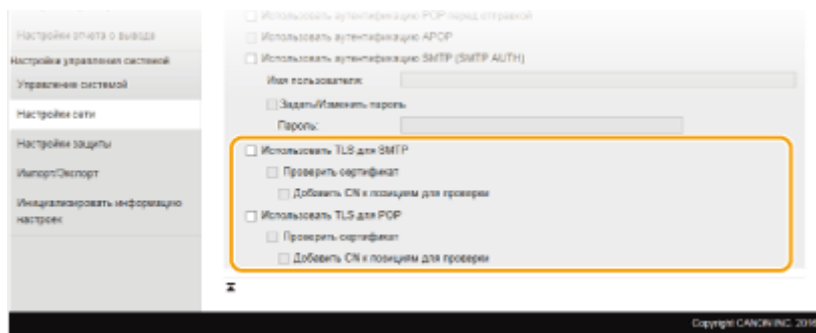 Использовать аутентификацию POP перед отправкой
Настройки отчета о выводе
Использовать аутентификацию APOP
Настройка управления системой
Использовать аутентификацию SMTP (SMTP AUTH)
Управление системой
Имя пользователя:
Настройки сети
Задать/Изменить пароль
Пароль:
Настройки защиты
Использовать TLS для SMTP
Импорт/Экспорт
Проверить сертификат
Инициализировать информацию
настроек
Добавить CN к позициям для проверки
Использовать TLS для POP
Проверить сертификат
Добавить CN к позициям для проверки
Copyright CANON INC. 2016